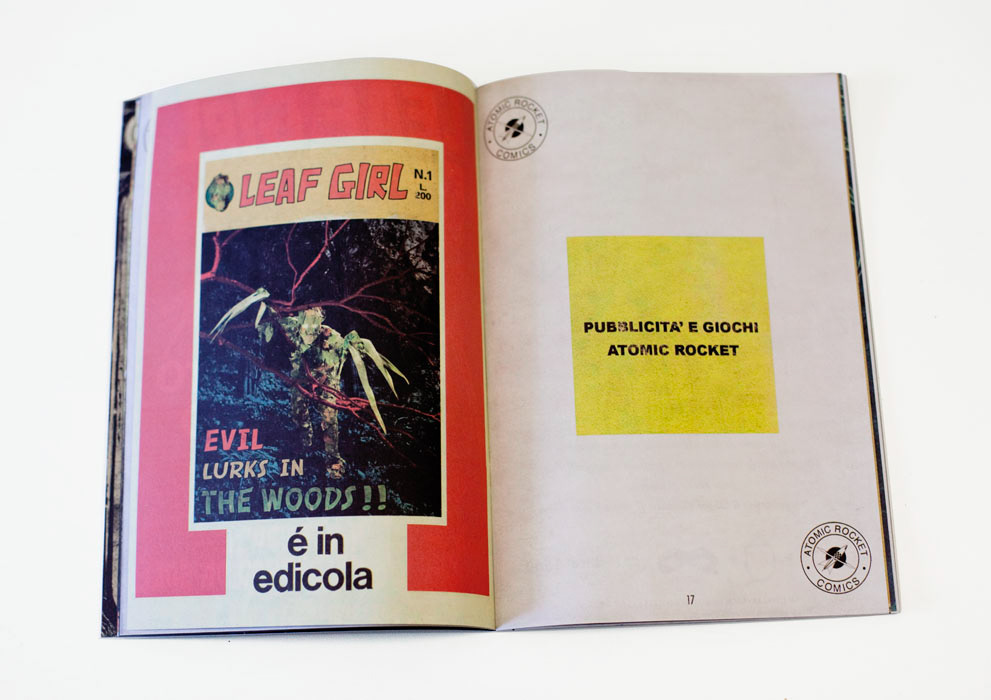 LEAF GIRL
N.1
L.
200
EVIL
LURKS IN
THE WOODS!!
é in
edicola
ATOMIC ROCKET
COMICS
PUBBLICITA' E GIOCHI
ATOMIC ROCKET
ATOMIC ROCKET
COMICS
17